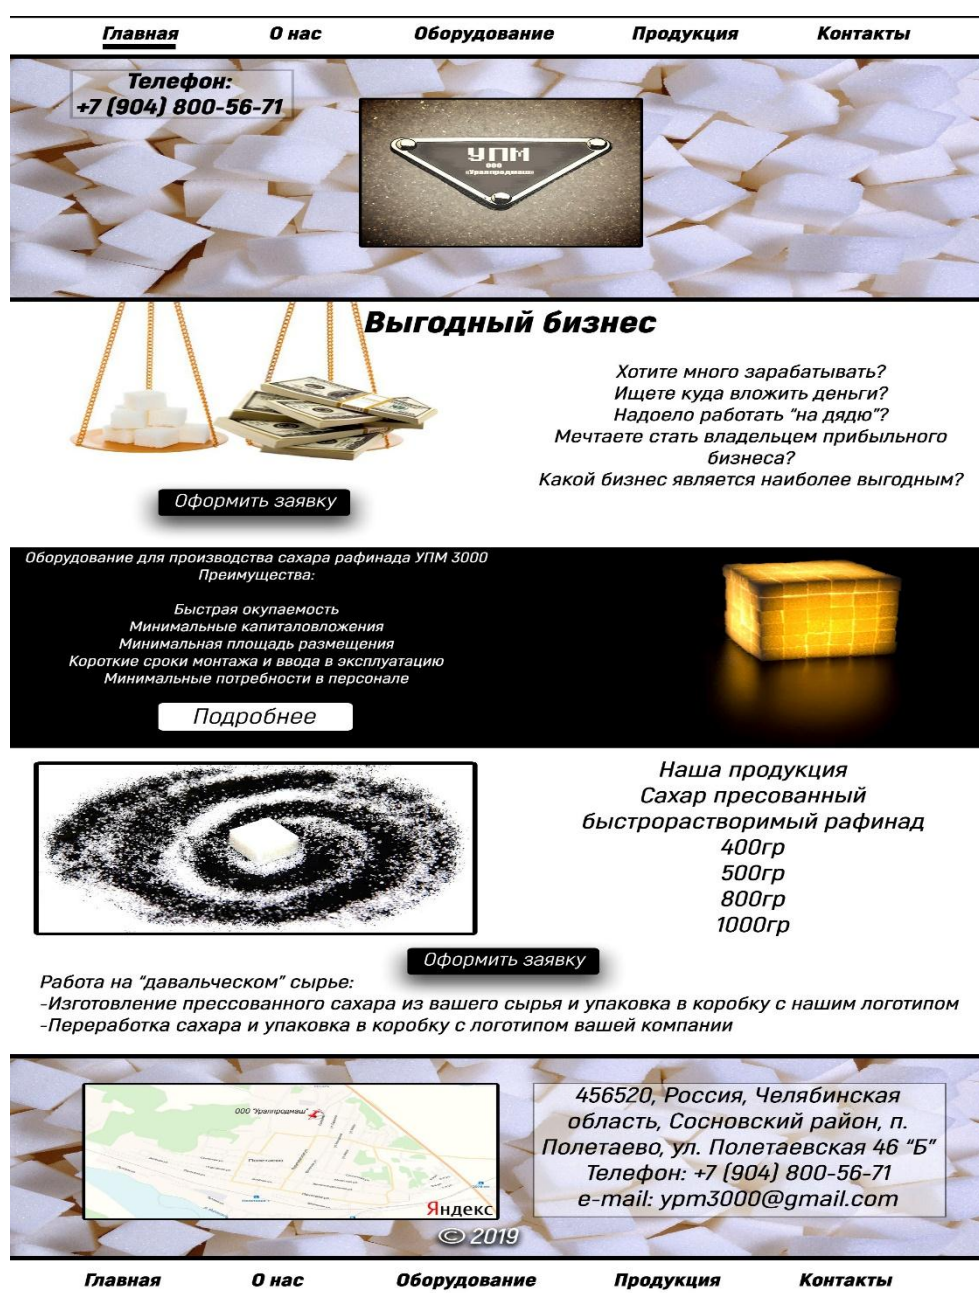 Главная О нас Оборудование Продукция Контакты
Телефон:
+7 (904) 800-56-71
УПМ
ООО
«Уралпродмаш»
Выгодный бизнес
Хотите много зарабатывать?
Ищете куда вложить деньги?
Надоело работать “на дядю”?
Мечтаете стать владельцем прибыльного
бизнеса?
Какой бизнес является наиболее выгодным?
Оформить заявку
Оборудование для производства сахара рафинада УПМ 3000
Преимущества:
Быстрая окупаемость
Минимальные капиталовложения
Минимальная площадь размещения
Короткие сроки монтажа и ввода в эксплуатацию
Минимальные потребности в персонале
Подробнее
Наша продукция
Сахар пресованный
быстрорастворимый рафинад
400гр
500гр
800гр
1000гр
Оформить заявку
Работа на “давальческом” сырье:
-Изготовление прессованного сахара из вашего сырья и упаковка в коробку с нашим логотипом
-Переработка сахара и упаковка в коробку с логотипом вашей компании
ООО "Уралпродмаш"
Полетаево
Яндекс
456520, Россия, Челябинская
область, Сосновский район, п.
Полетаево, ул. Полетаевская 46 “Б”
Телефон: +7 (904) 800-56-71
e-mail: ypm3000@gmail.com
© 2019
Главная О нас Оборудование Продукция Контакты